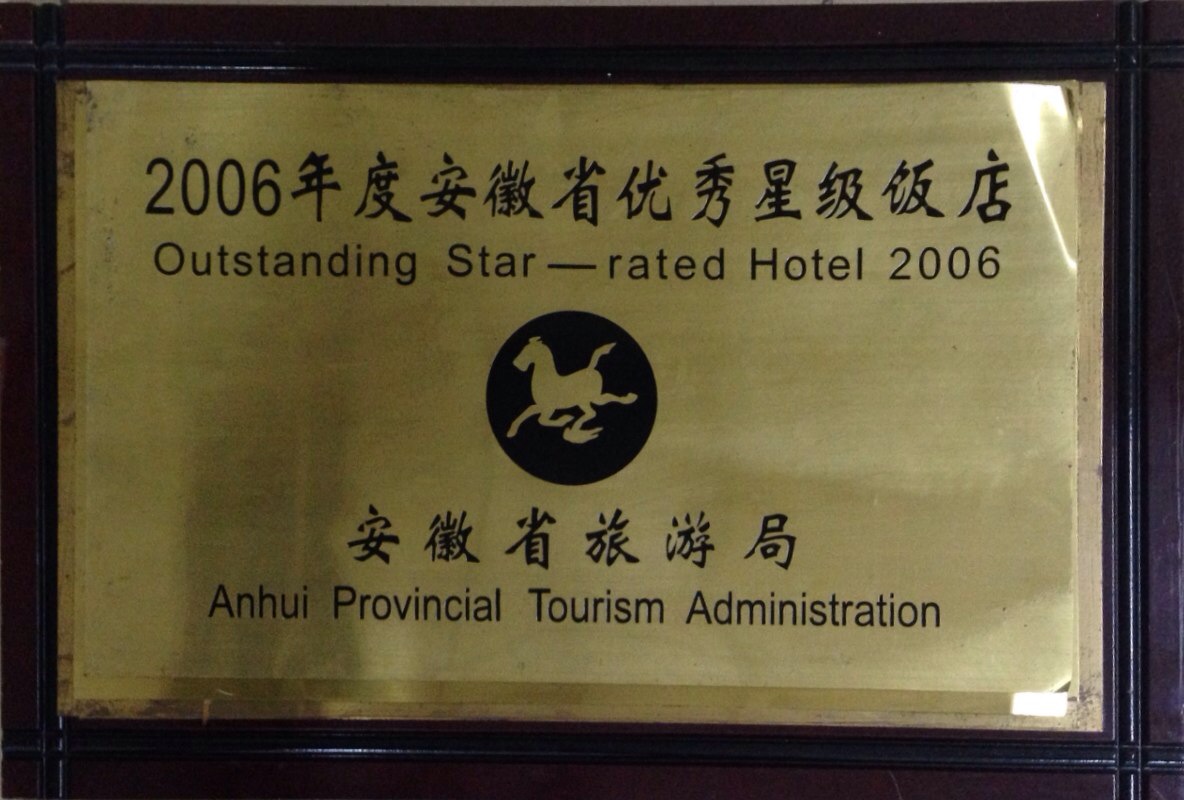 2006年度安徽省优秀星级饭店
Outstanding Star—rated Hotel 2006
安徽省旅游局
Anhui Provincial Tourism Administration